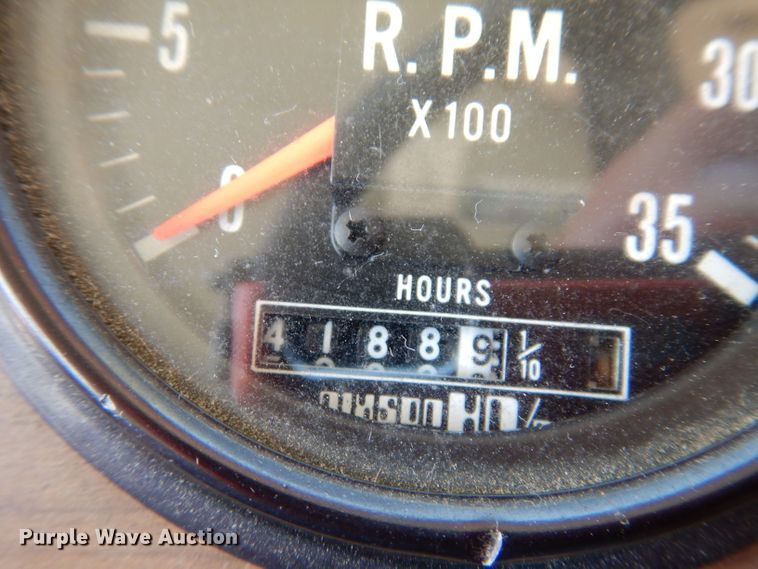 5
R.P.M.
30
X100
0
35
HOURS
4 1 8 8 9 1/10
Purple Wave Auction